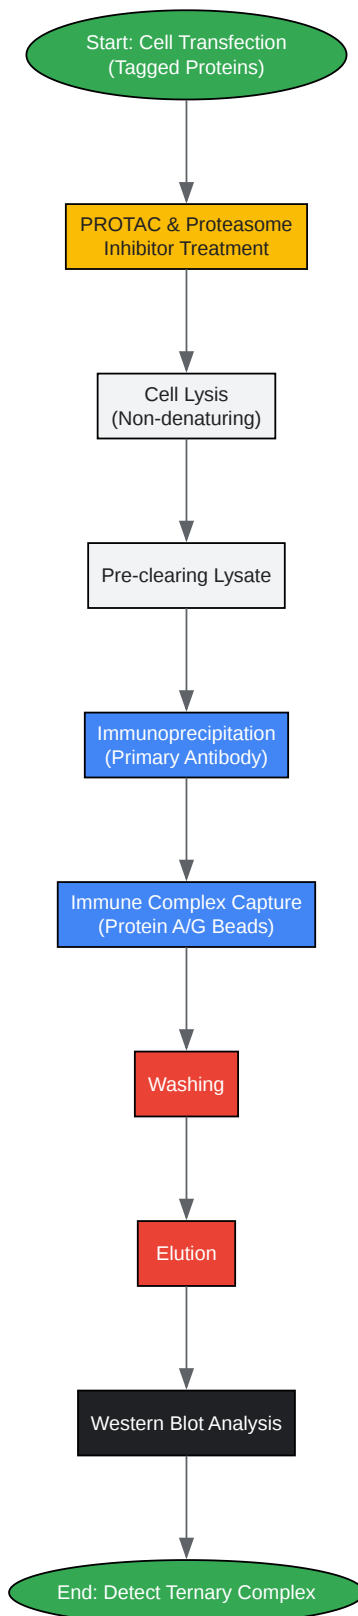 Start: Cell Transfection
(Tagged Proteins)
PROTAC & Proteasome
Inhibitor Treatment
Cell Lysis
(Non-denaturing)
Pre-clearing Lysate
Immunoprecipitation
(Primary Antibody)
Immune Complex Capture
(Protein A/G Beads)
Washing
Elution
Western Blot Analysis
End: Detect Ternary Complex